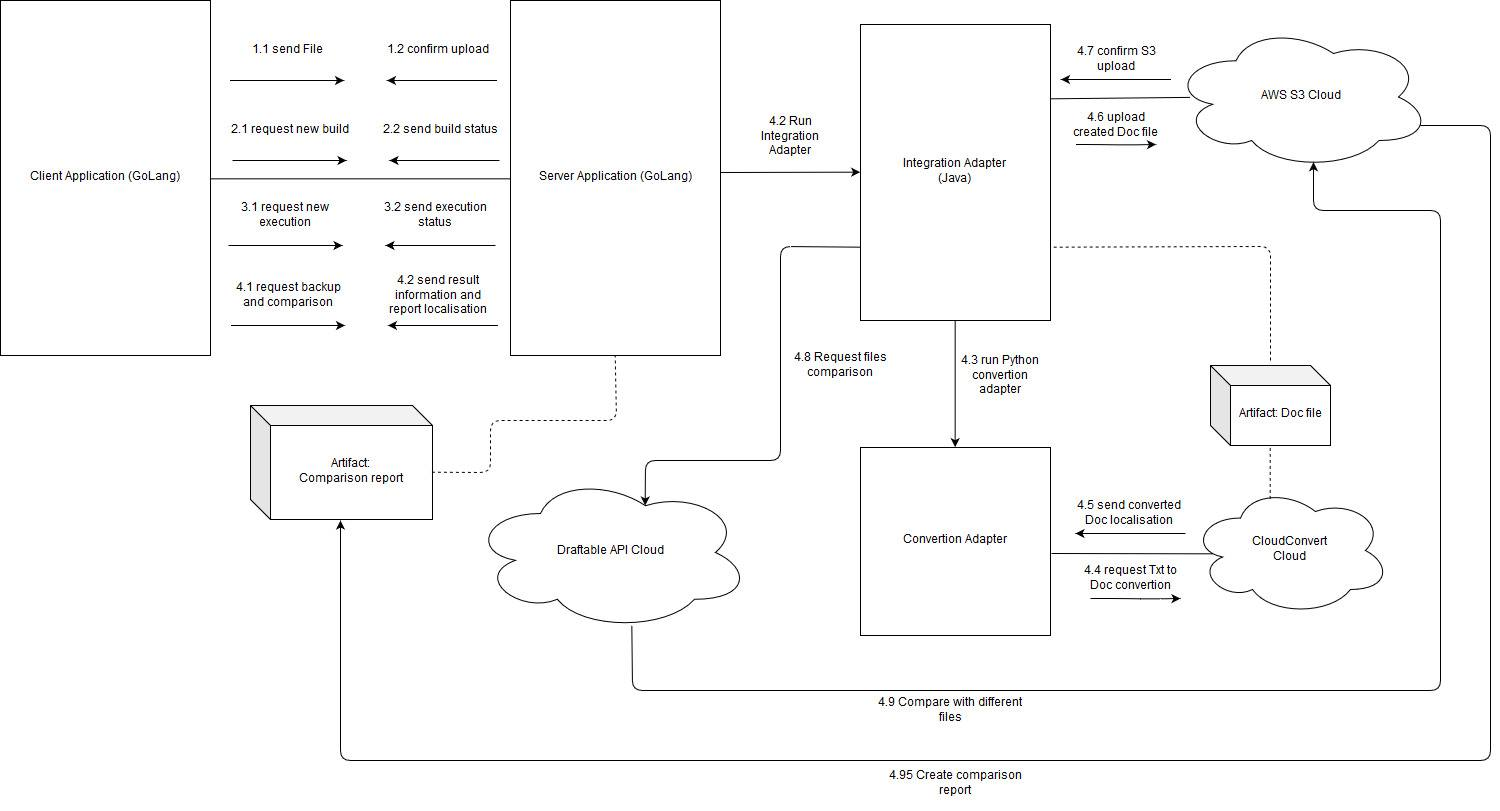 1.1 send File
1.2 confirm upload
2.1 request new build
2.2 send build status
Client Application (GoLang)
Server Application (GoLang)
3.1 request new
execution
3.2 send execution
status
4.1 request backup
and comparison
4.2 send result
information and
report localisation
4.2 Run
Integration
Adapter
Integration Adapter
(Java)
4.7 confirm S3
upload
AWS S3 Cloud
4.6 upload
created Doc file
4.8 Request files
comparison
4.3 run Python
convertion
adapter
Artifact: Doc file
Artifact:
Comparison report
Draftable API Cloud
Convertion Adapter
4.5 send converted
Doc localisation
CloudConvert
Cloud
4.4 request Txt to
Doc convertion
4.9 Compare with different
files
4.95 Create comparison
report